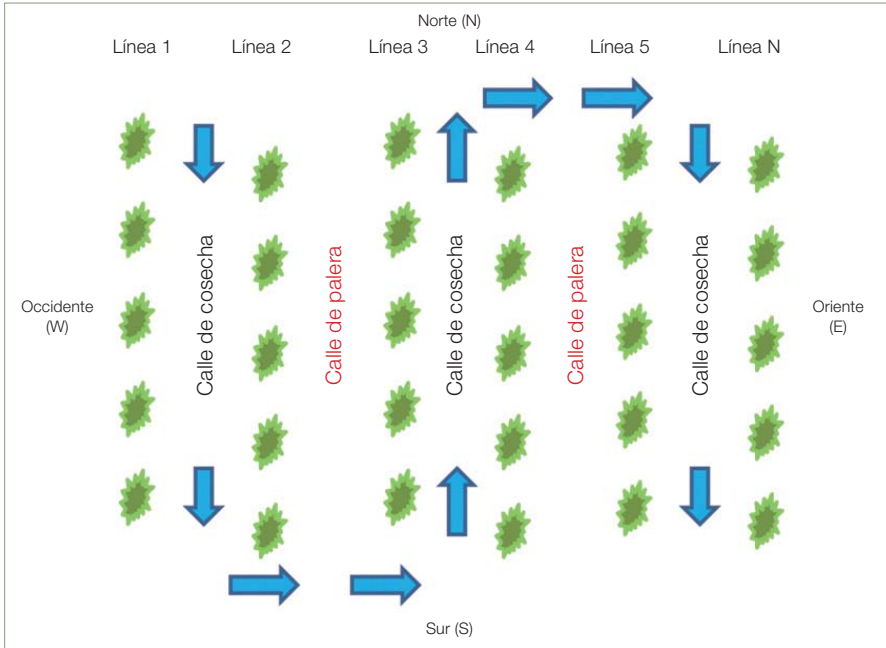 Norte (N)
Línea 1
Línea 2
Línea 3
Línea 4
Línea 5
Línea N
Occidente
(W)
Calle de cosecha
Calle de palera
Calle de cosecha
Calle de palera
Calle de cosecha
Oriente
(E)
Sur (S)